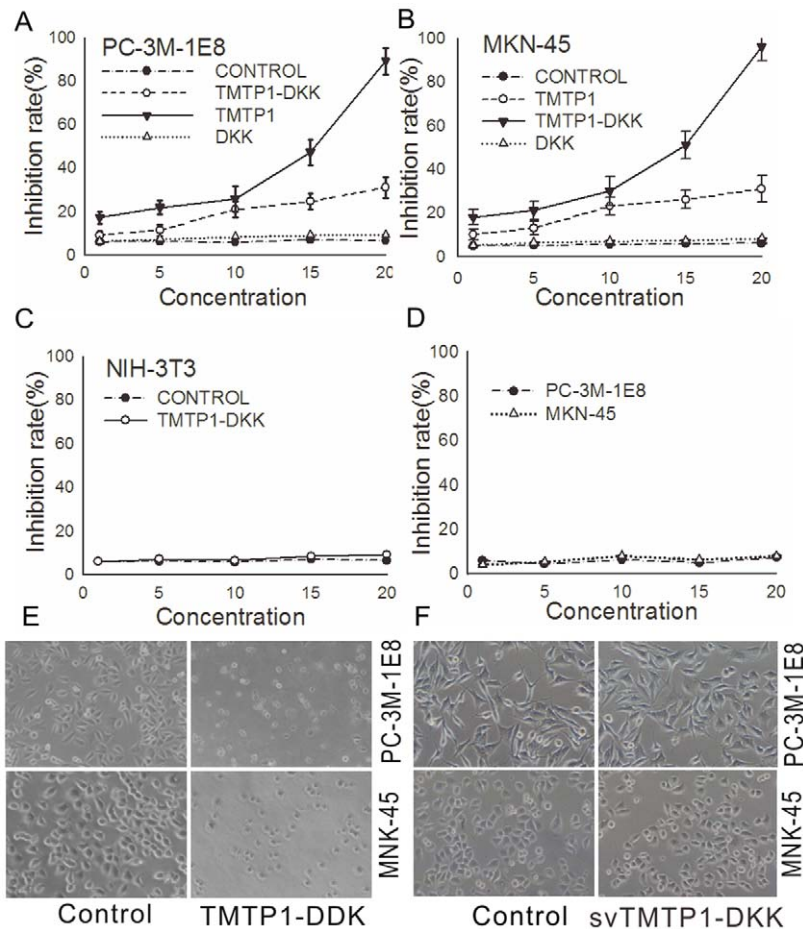 A
PC-3M-1E8
CONTROL
TMTP1-DKK
TMTP1
DKK
Inhibition rate(%)
100
80
60
40
20
0
0 5 10 15 20
Concentration
B
MKN-45
CONTROL
TMTP1
TMTP1-DKK
DKK
Inhibition rate(%)
100
80
60
40
20
0
0 5 10 15 20
Concentration
C
NIH-3T3
CONTROL
TMTP1-DKK
Inhibition rate(%)
100
80
60
40
20
0
0 5 10 15 20
Concentration
D
PC-3M-1E8
MKN-45
Inhibition rate(%)
100
80
60
40
20
0
0 5 10 15 20
Concentration
E
PC-3M-1E8
MNK-45
Control TMTP1-DDK
F
PC-3M-1E8
MNK-45
Control svTMTP1-DKK